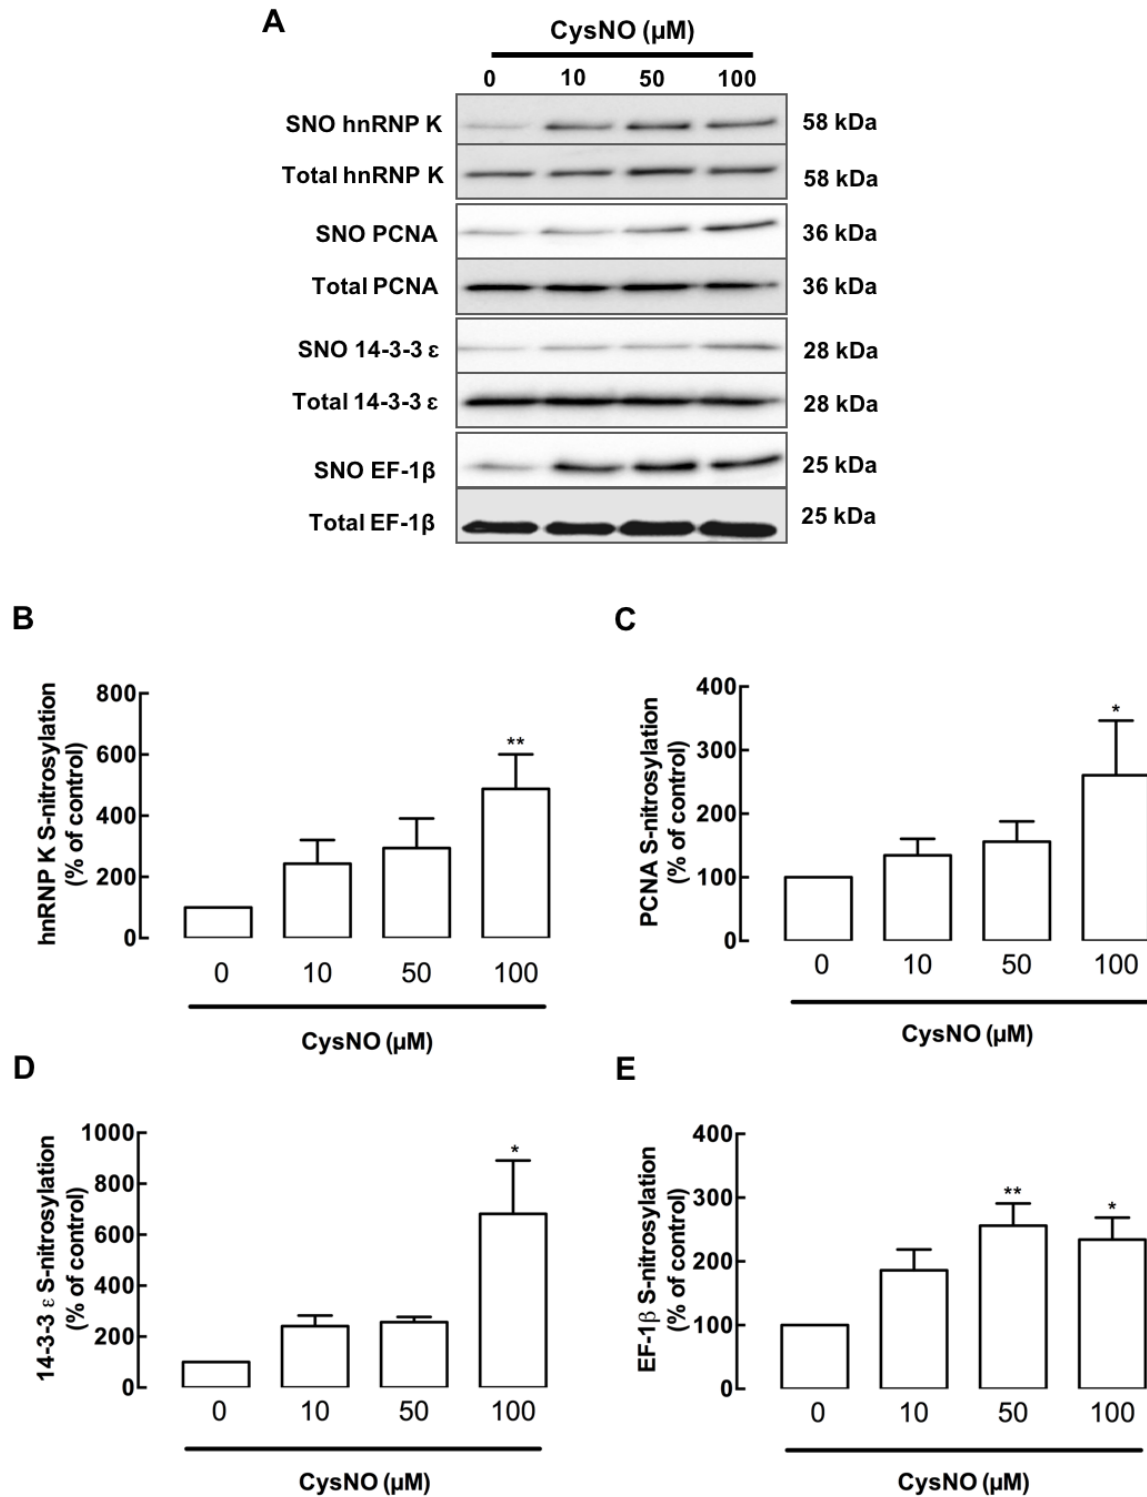 A
CysNO (µM)
0 10 50 100
SNO hnRNP K 58 kDa
Total hnRNP K 58 kDa
SNO PCNA 36 kDa
Total PCNA 36 kDa
SNO 14-3-3 ε 28 kDa
Total 14-3-3 ε 28 kDa
SNO EF-1β 25 kDa
Total EF-1β 25 kDa
B
hnRNP K S-nitrosylation
(% of control)
800
600
400
200
0
**
0 10 50 100
CysNO (µM)
C
PCNA S-nitrosylation
(% of control)
400
300
200
100
0
*
0 10 50 100
CysNO (µM)
D
14-3-3 ε S-nitrosylation
(% of control)
1000
800
600
400
200
0
*
0 10 50 100
CysNO (µM)
E
EF-1β S-nitrosylation
(% of control)
400
300
200
100
0
** *
0 10 50 100
CysNO (µM)